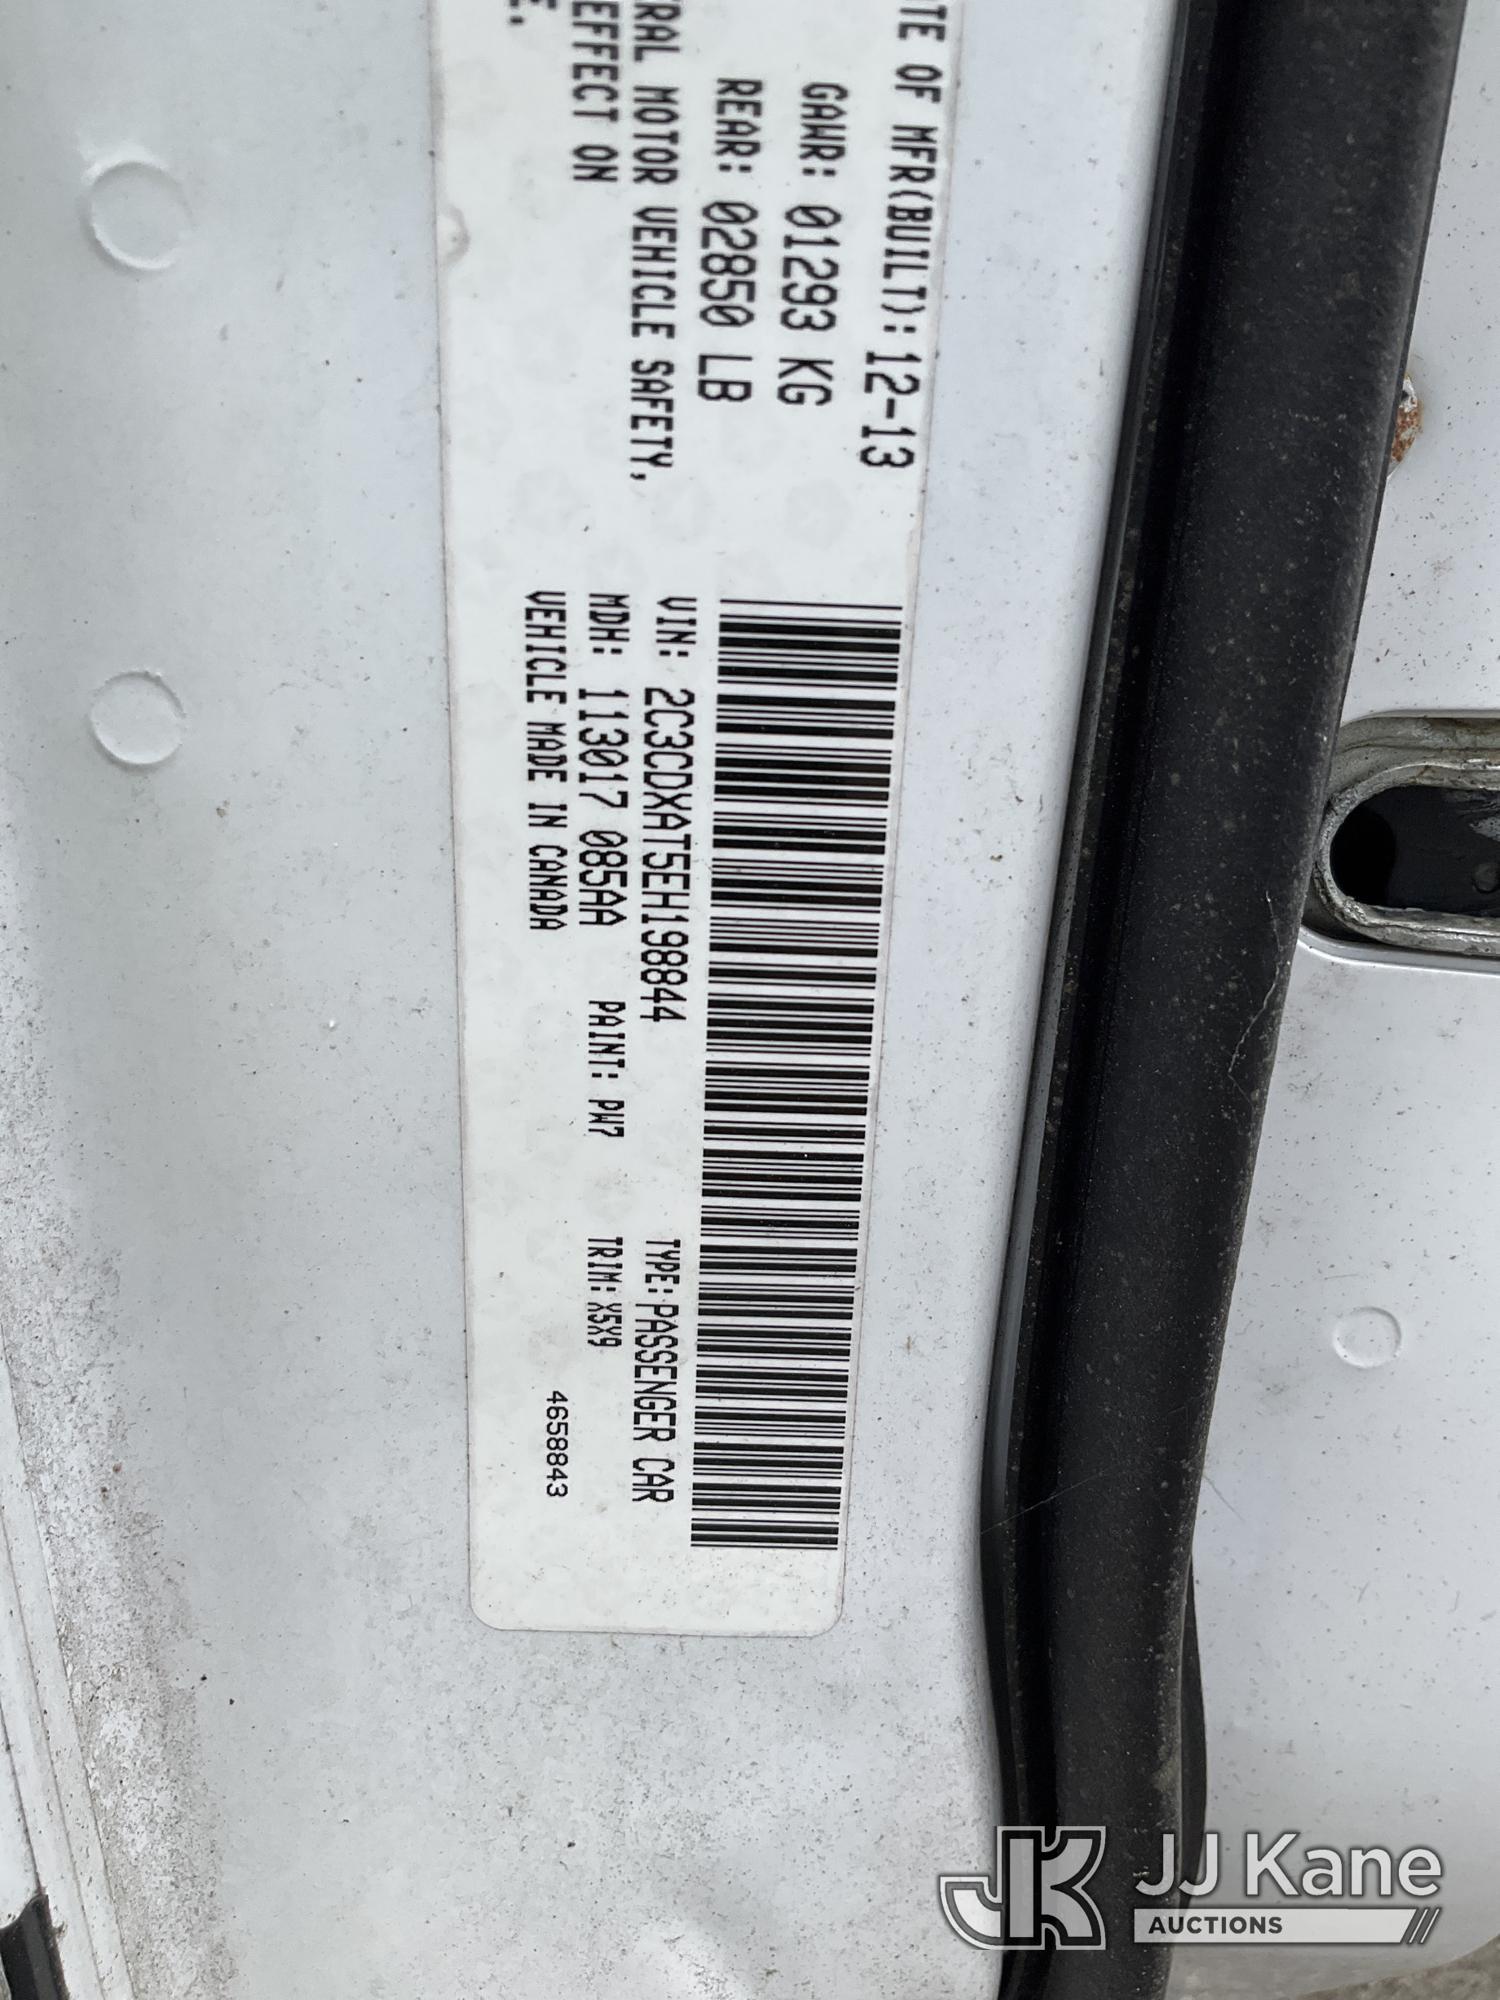 TE OF MFR(BUILT): 12-13
GAWR: 01293 KG
REAR: 02850 LB
RAL MOTOR VEHICLE SAFETY,
EFFECT ON
VIN: 2C3CDXAT5EH198844 TYPE: PASSENGER CAR
MDH: 113017 085AA PAINT: PW7 TRIM: X5X9
VEHICLE MADE IN CANADA
4658843
JK JJ Kane
AUCTIONS